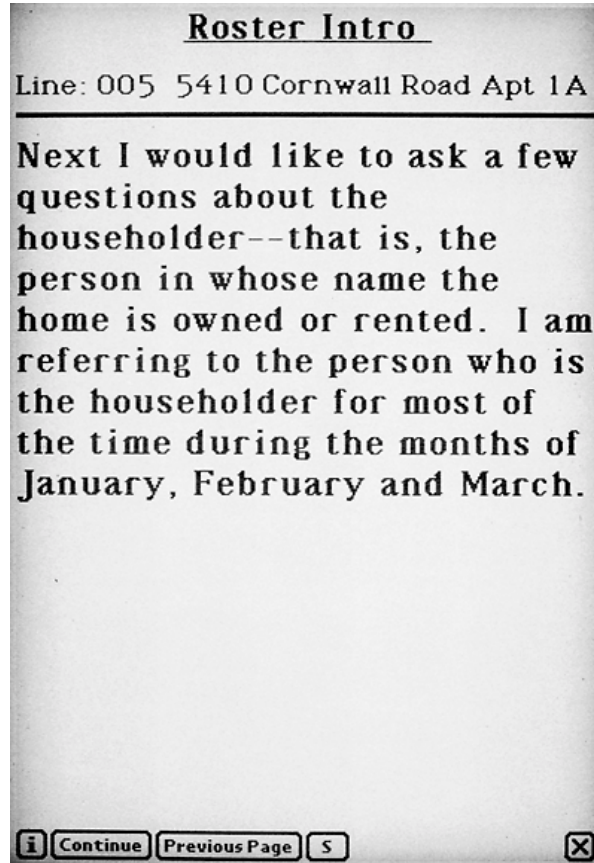 Roster Intro
Line: 005 5410 Cornwall Road Apt 1A
Next I would like to ask a few
questions about the
householder--that is, the
person in whose name the
home is owned or rented. I am
referring to the person who is
the householder for most of
the time during the months of
January, February and March.
i Continue Previous Page S